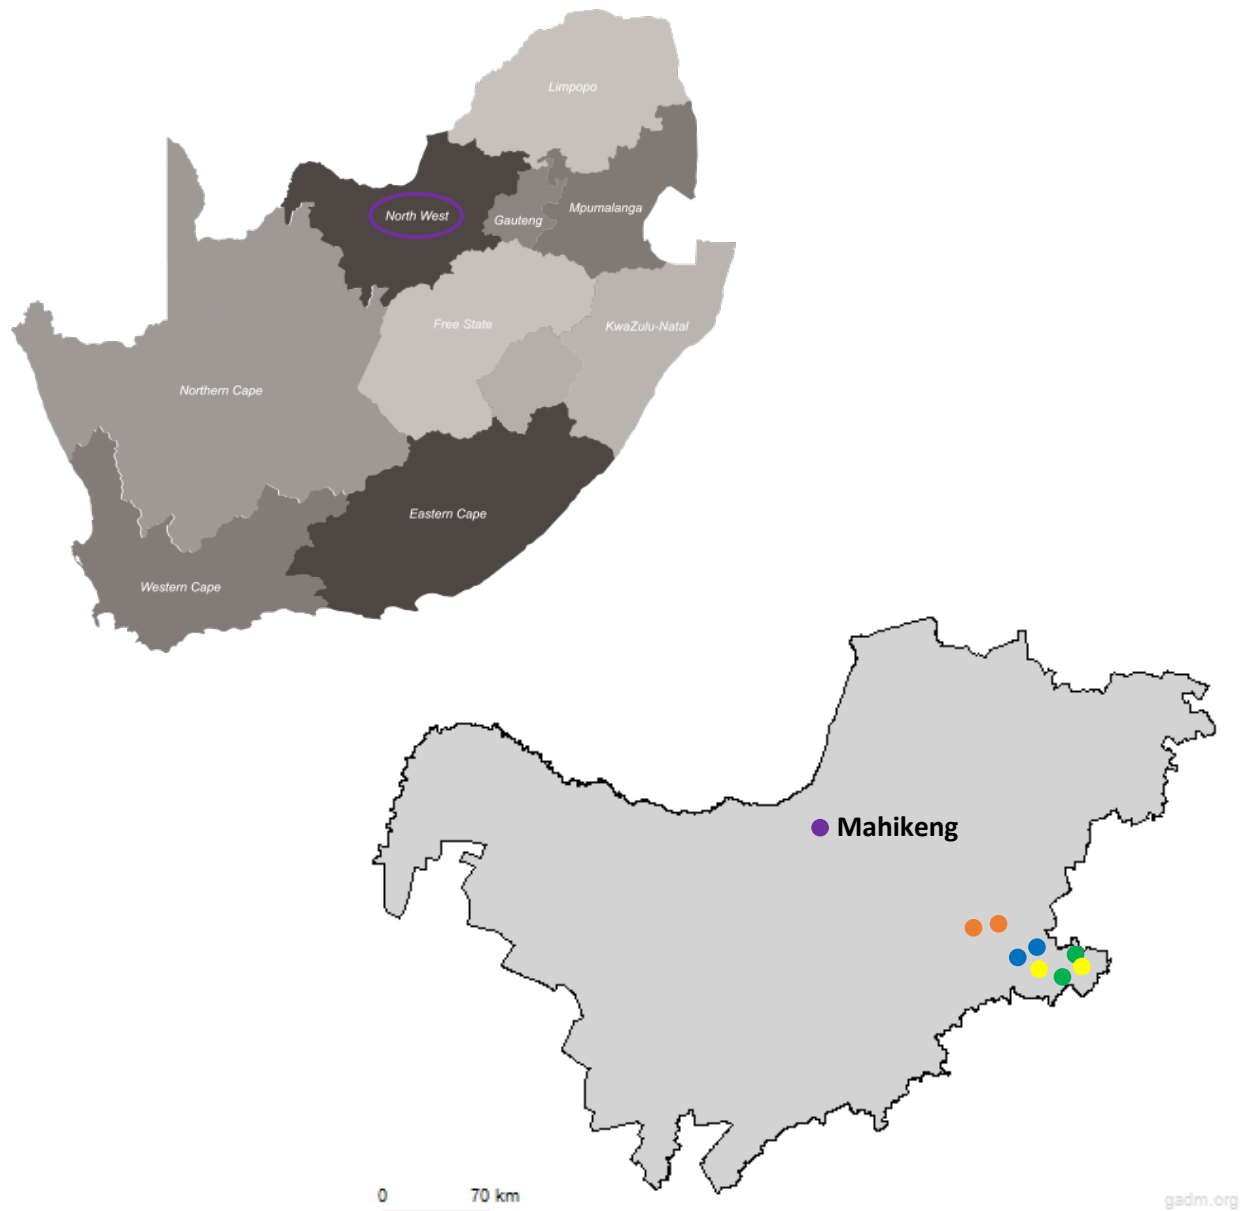 Limpopo
North West
Gauteng
Mpumalanga
Free State
KwaZulu-Natal
Northern Cape
Eastern Cape
Western Cape
Mahikeng
0 70 km
gadm.org